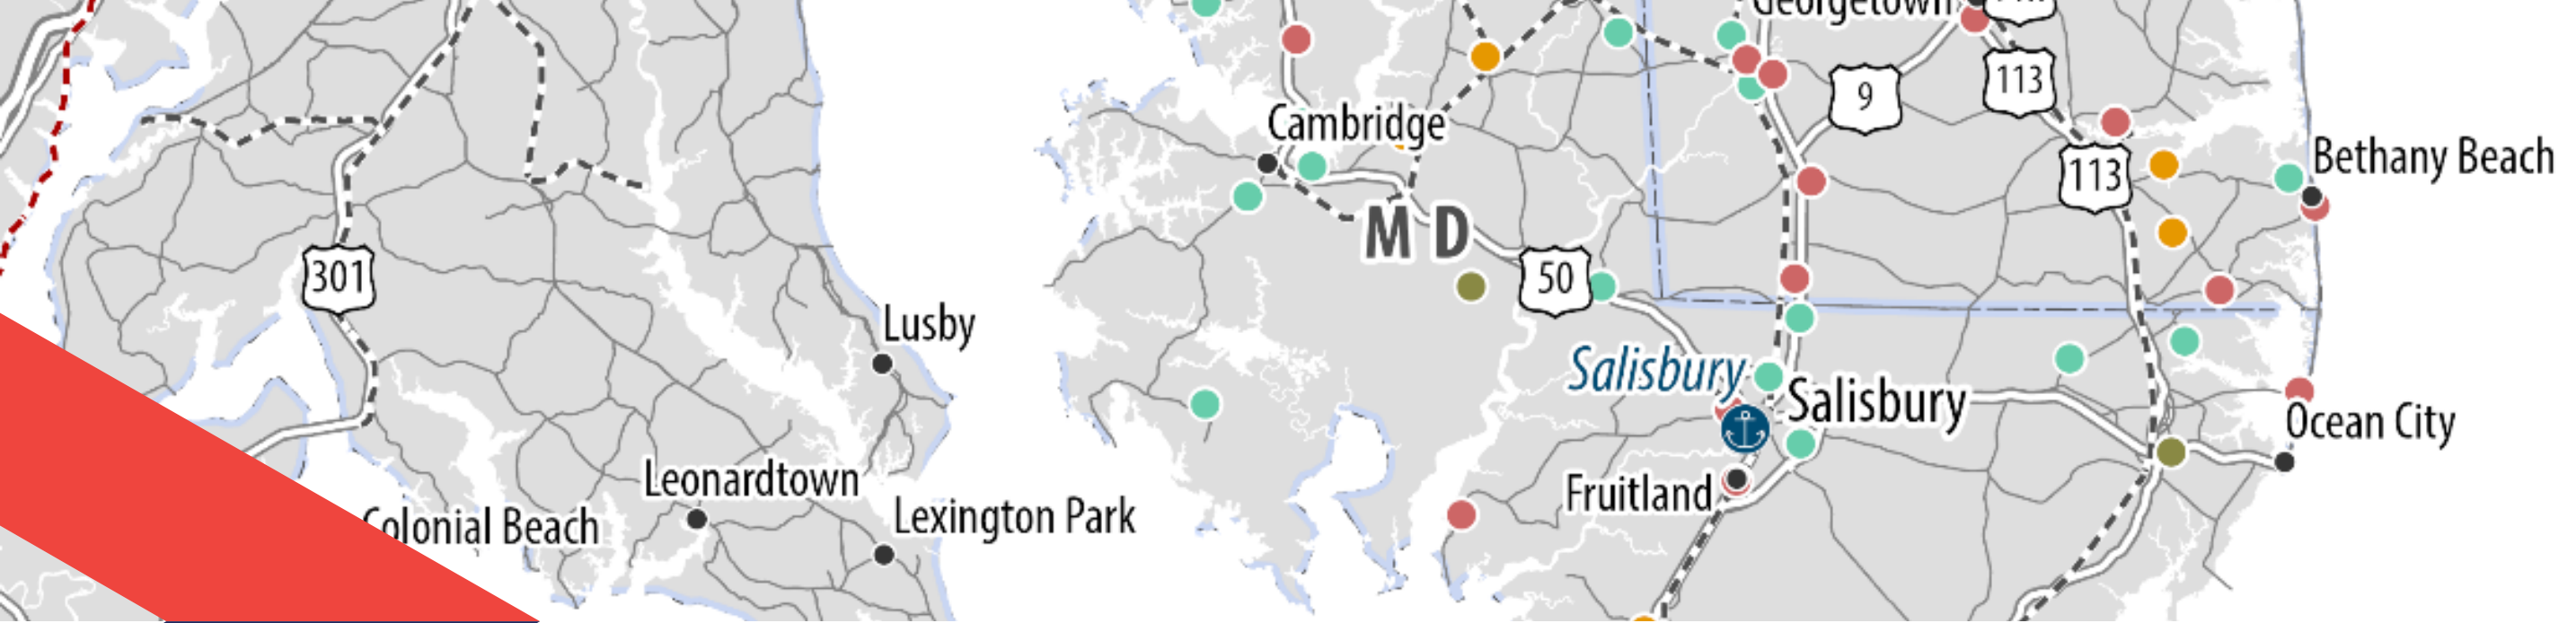 Georgetown
113
9
Cambridge
Bethany Beach
113
M D
301
50
Lusby
Salisbury
Salisbury
Ocean City
Leonardtown
Fruitland
Colonial Beach
Lexington Park